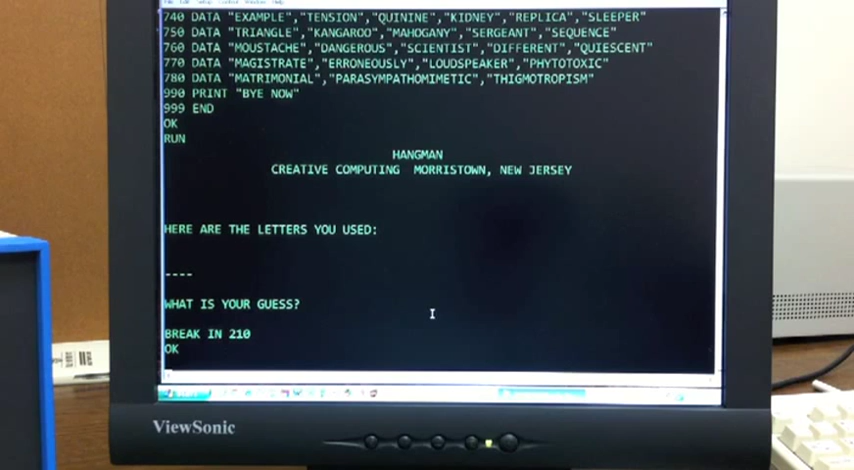 740 DATA "EXAMPLE","TENSION","QUININE","KIDNEY","REPLICA","SLEEPER"
750 DATA "TRIANGLE","KANGAROO","MAHOGANY","SERGEANT","SEQUENCE"
760 DATA "MOUSTACHE","DANGEROUS","SCIENTIST","DIFFERENT","QUIESCENT"
770 DATA "MAGISTRATE","ERRONEOUSLY","LOUDSPEAKER","PHYTOTOXIC"
780 DATA "MATRIMONIAL","PARASYMPATHOMIMETIC","THIGMOTROPISM"
990 PRINT "BYE NOW"
999 END
OK
RUN
HANGMAN
CREATIVE COMPUTING MORRISTOWN, NEW JERSEY
HERE ARE THE LETTERS YOU USED:
----
WHAT IS YOUR GUESS?
BREAK IN 210
OK
Start
ViewSonic